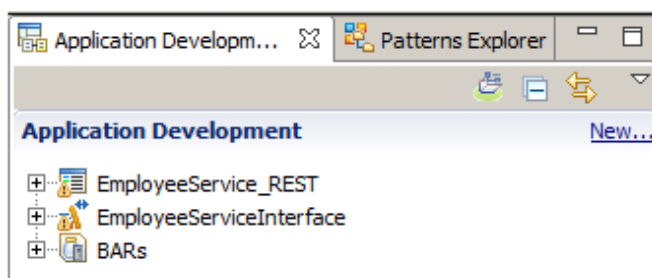 Application Developm... Patterns Explorer
Application Development New...
EmployeeService_REST
EmployeeServiceInterface
BARs